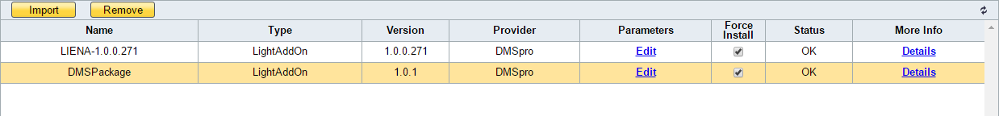 Import Remove
Name Type Version Provider Parameters Force Install Status More Info
LIENA-1.0.0.271 LightAddOn 1.0.0.271 DMSpro Edit OK Details
DMSPackage LightAddOn 1.0.1 DMSpro Edit OK Details